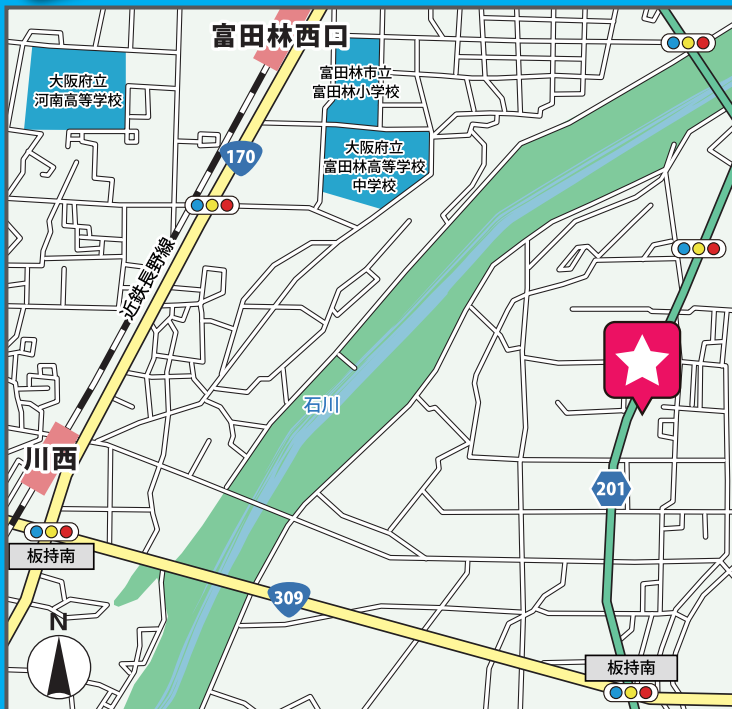 富田林西口
大阪府立
河南高等学校
富田林市立
富田林小学校
大阪府立
富田林高等学校
中学校
170
近鉄長野線
石川
川西
201
板持南
309
N
板持南